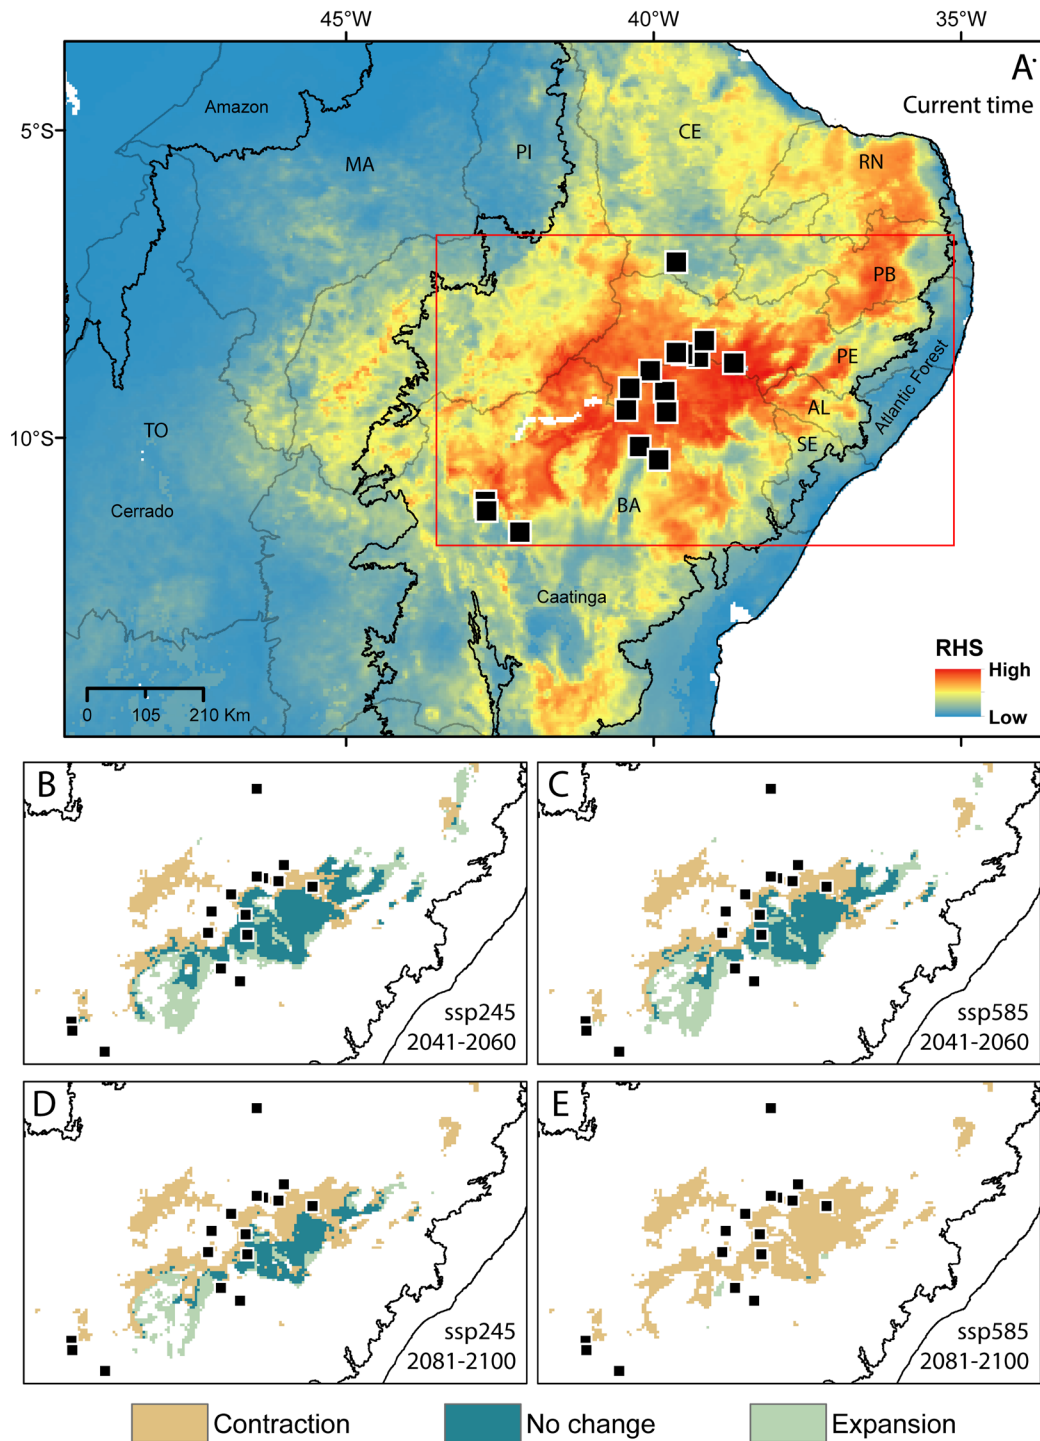 45°W 40°W 35°W
A
Current time
Amazon
5°S
CE
PI
MA
RN
PB
PE
Atlantic Forest
AL
10°S
TO
SE
BA
Cerrado
Caatinga
RHS
High
Low
0 105 210 Km
B
ssp245
2041-2060
C
ssp585
2041-2060
D
ssp245
2081-2100
E
ssp585
2081-2100
Contraction No change Expansion